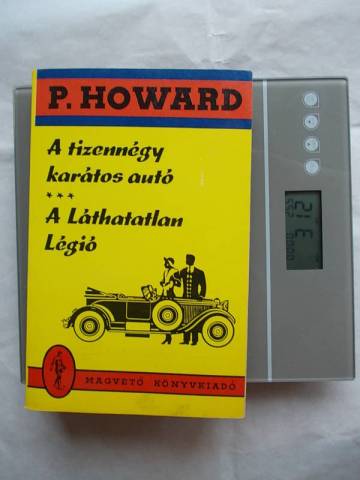 P. HOWARD
A tizennégy
karátos autó
***
A Láthatatlan
Légió
P.
MAGVETŐ KÖNYVKIADÓ